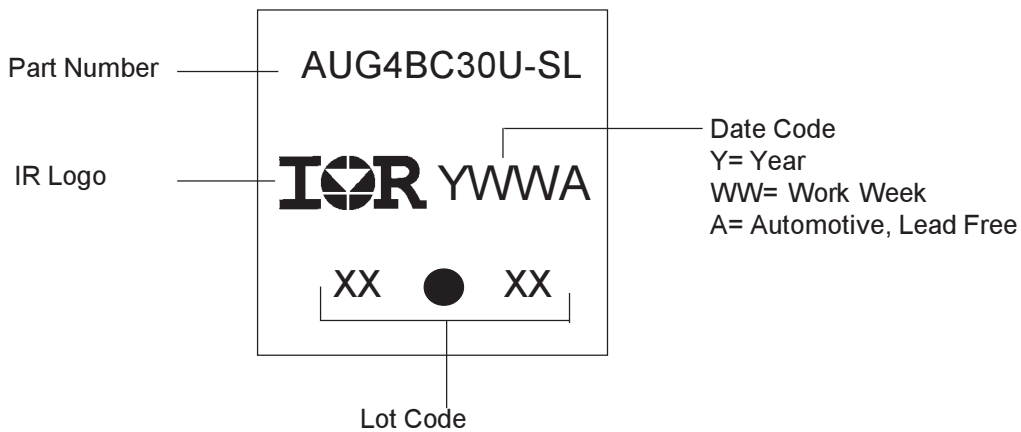 Part Number
AUG4BC30U-SL
IR Logo
IOR YWWA
Date Code
Y= Year
WW= Work Week
A= Automotive, Lead Free
XX XX
Lot Code